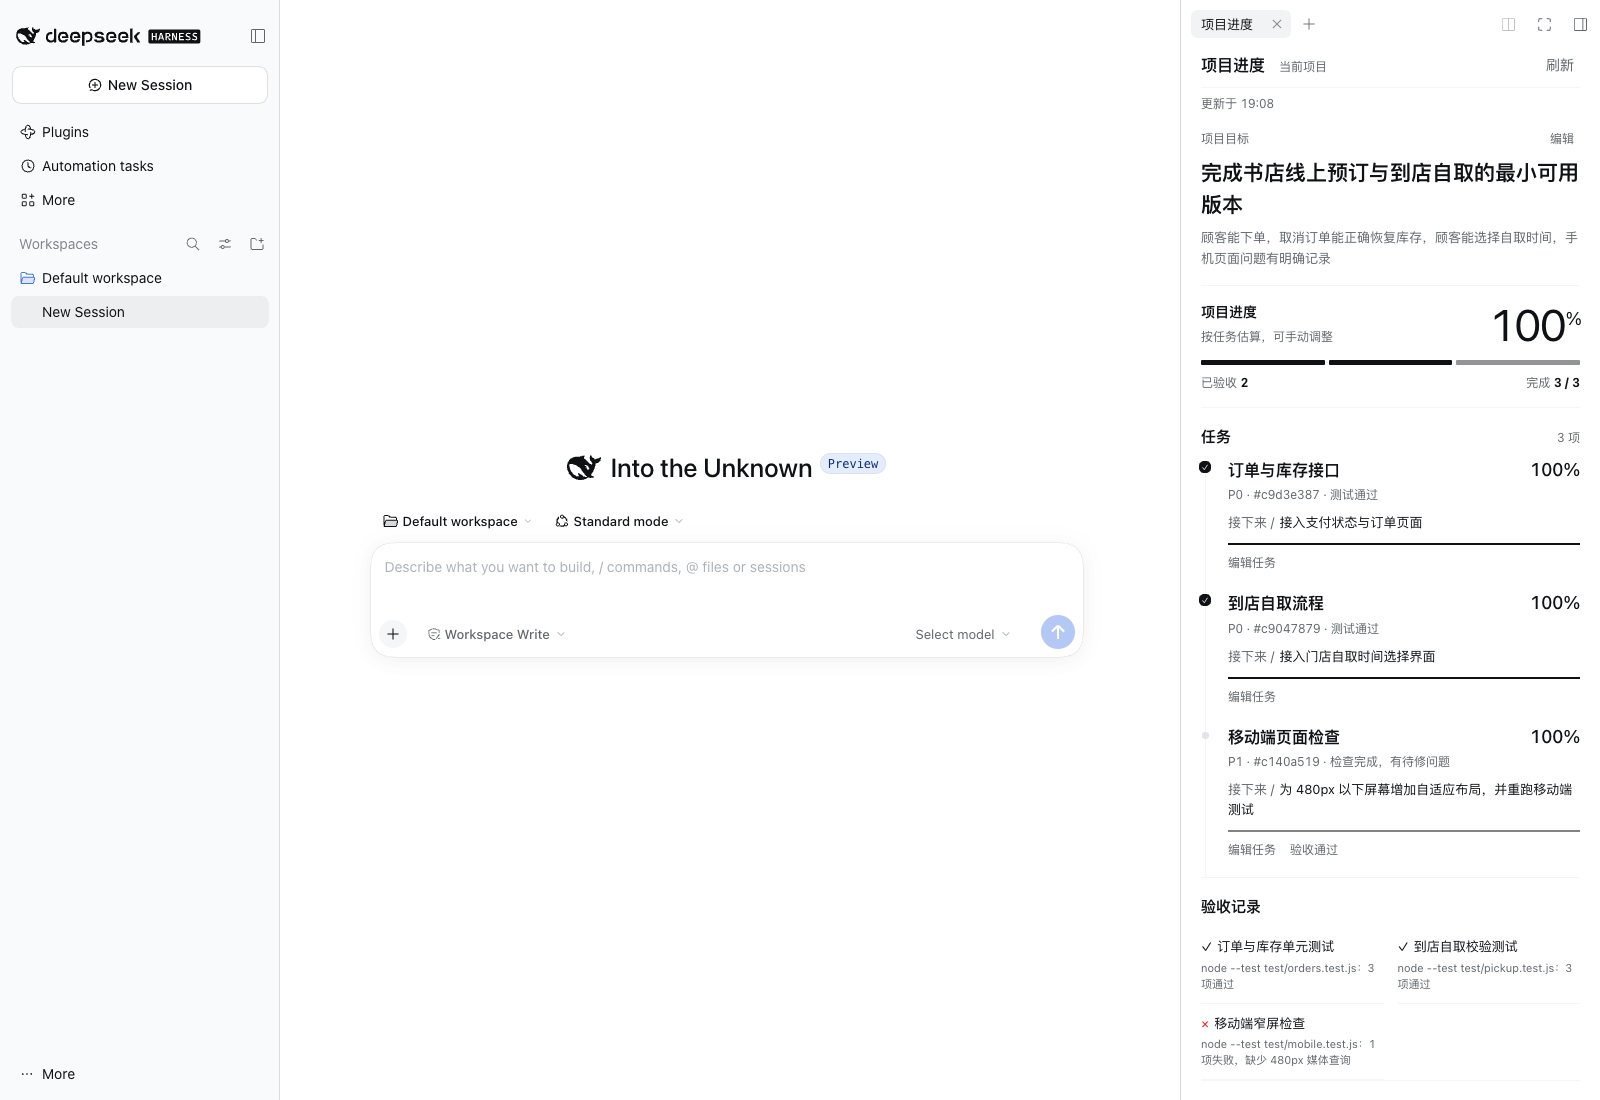 deepseek HARNESS
New Session
Plugins
Automation tasks
More
Workspaces
Default workspace
New Session
More
Into the Unknown Preview
Default workspace Standard mode
Describe what you want to build, / commands, @ files or sessions
Workspace Write Select model
项目进度
项目进度 当前项目 刷新
更新于 19:08
项目目标 编辑
完成书店线上预订与到店自取的最小可用
版本
顾客能下单，取消订单能正确恢复库存，顾客能选择自取时间，手
机页面问题有明确记录
项目进度 100%
按任务估算，可手动调整
已验收 2 完成 3 / 3
任务 3 项
订单与库存接口 100%
P0 · #c9d3e387 · 测试通过
接下来 / 接入支付状态与订单页面
编辑任务
到店自取流程 100%
P0 · #c9047879 · 测试通过
接下来 / 接入门店自取时间选择界面
编辑任务
移动端页面检查 100%
P1 · #c140a519 · 检查完成，有待修问题
接下来 / 为 480px 以下屏幕增加自适应布局，并重跑移动端
测试
编辑任务 验收通过
验收记录
✓ 订单与库存单元测试
node --test test/orders.test.js：3
项通过
✓ 到店自取校验测试
node --test test/pickup.test.js：3
项通过
× 移动端窄屏检查
node --test test/mobile.test.js：1
项失败，缺少 480px 媒体查询